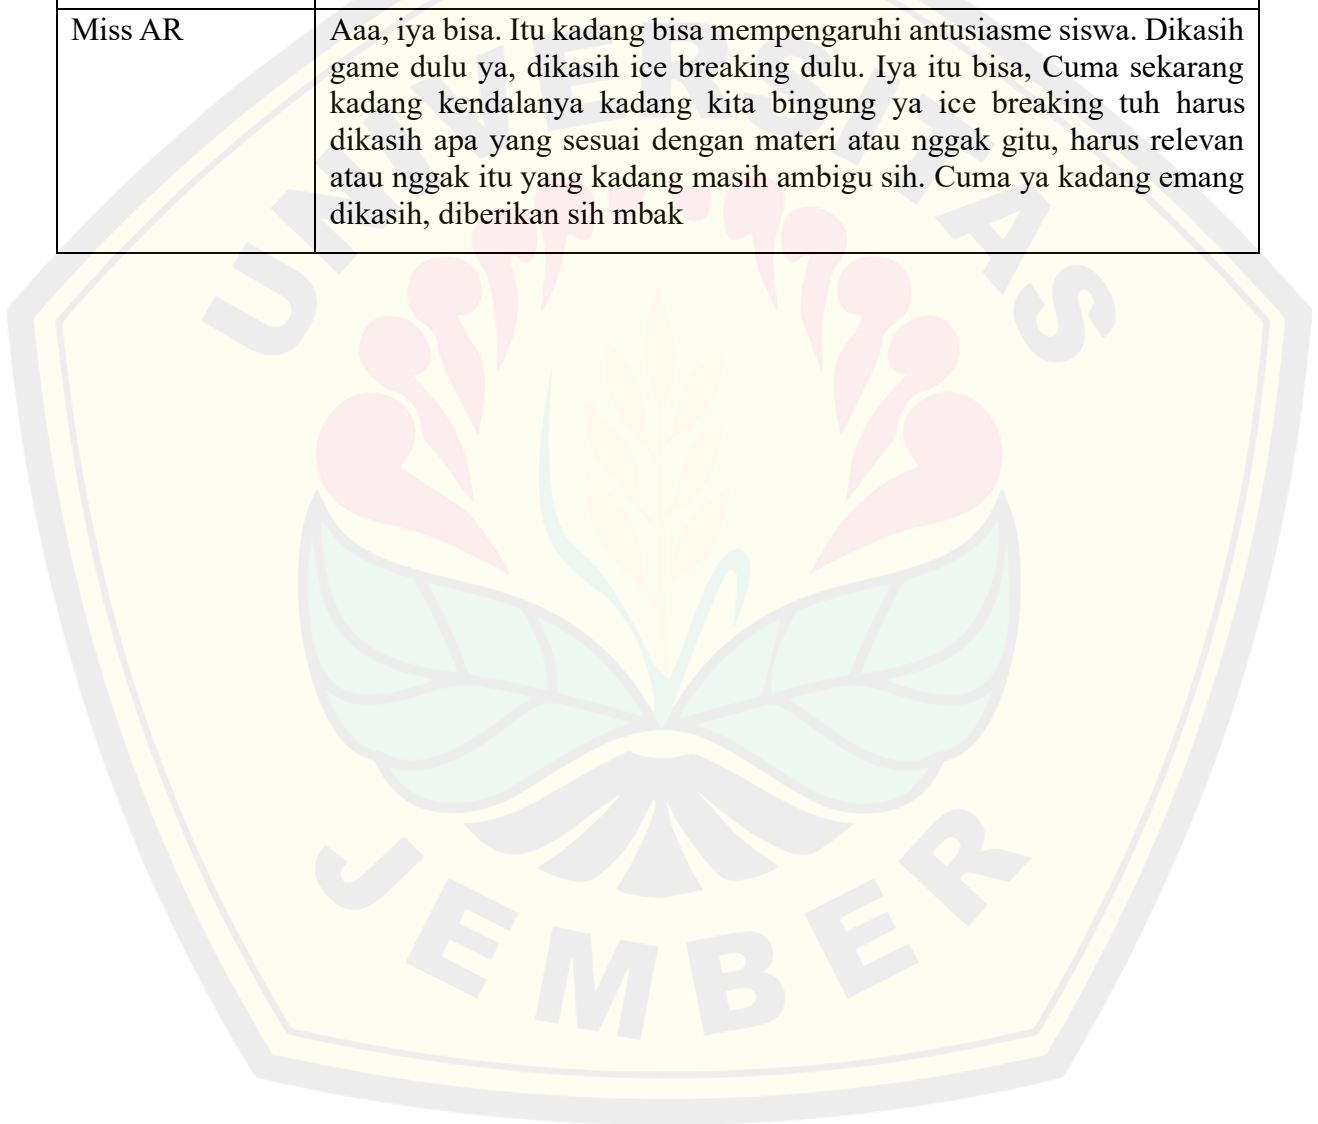 Miss AR
Aaa, iya bisa. Itu kadang bisa mempengaruhi antusiasme siswa. Dikasih
game dulu ya, dikasih ice breaking dulu. Iya itu bisa, Cuma sekarang
kadang kendalanya kadang kita bingung ya ice breaking tuh harus
dikasih apa yang sesuai dengan materi atau nggak gitu, harus relevan
atau nggak itu yang kadang masih ambigu sih. Cuma ya kadang emang
dikasih, diberikan sih mbak
UNIVERSITAS
JEMBER